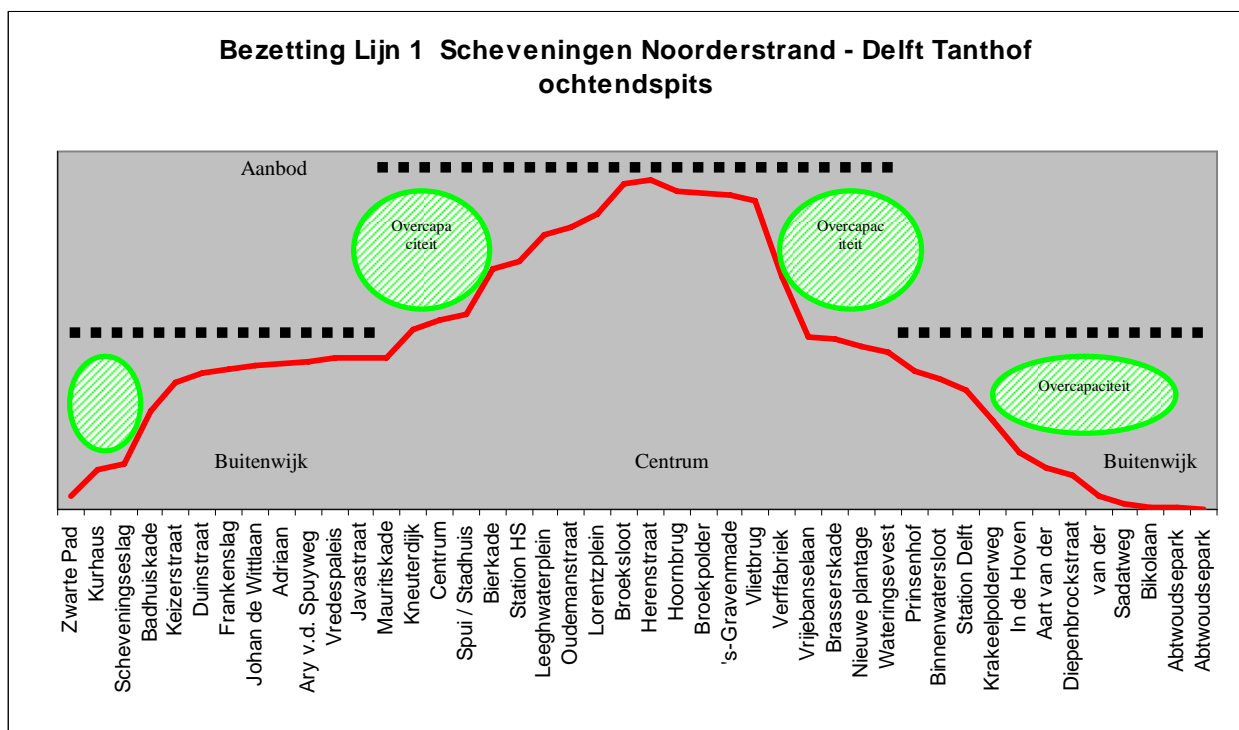 Bezetting Lijn 1 Scheveningen Noorderstrand - Delft Tanthof
ochtendspits
Aanbod
Overcapa
citeit
Overcapac
iteit
Overcapaciteit
Buitenwijk
Centrum
Buitenwijk
Zwarte Pad
Kurhaus
Scheveningseslag
Badhuiskade
Keizerstraat
Duinstraat
Frankenslag
Johan de Wittlaan
Adriaan
Ary v.d. Spuyweg
Vredespaleis
Javastraat
Mauritskade
Kneuterdijk
Centrum
Spui / Stadhuis
Bierkade
Station HS
Leeghwaterplein
Oudemanstraat
Lorentzplein
Broeksloot
Herenstraat
Hoornbrug
Broekpolder
's-Gravenmade
Vlietbrug
Verffabriek
Vrijebanselaan
Brasserskade
Nieuwe plantage
Wateringsevest
Prinsenhof
Binnenwatersloot
Station Delft
Krakeelpolderweg
In de Hoven
Aart van der
Diepenbrockstraat
van der
Sadatweg
Bikolaan
Abtwoudsepark
Abtwoudsepark